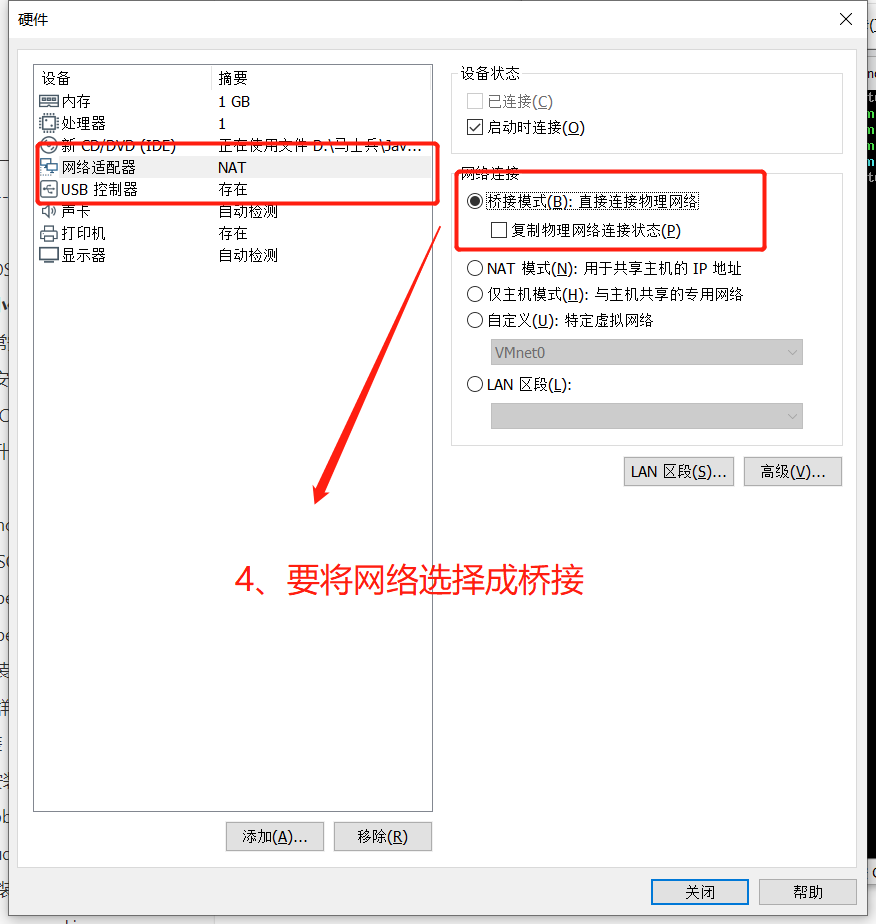 硬件
设备 摘要
内存 1 GB
处理器 1
新 CD/DVD (IDE) 正在使用文件 D:\马士兵\Jav...
网络适配器 NAT
USB 控制器 存在
声卡 自动检测
打印机 存在
显示器 自动检测
添加(A)...
移除(R)
设备状态
已连接(C)
启动时连接(O)
网络连接
桥接模式(B): 直接连接物理网络
复制物理网络连接状态(P)
NAT 模式(N): 用于共享主机的 IP 地址
仅主机模式(H): 与主机共享的专用网络
自定义(U): 特定虚拟网络
VMnet0
LAN 区段(L):
LAN 区段(S)...
高级(V)...
4、要将网络选择成桥接
关闭
帮助